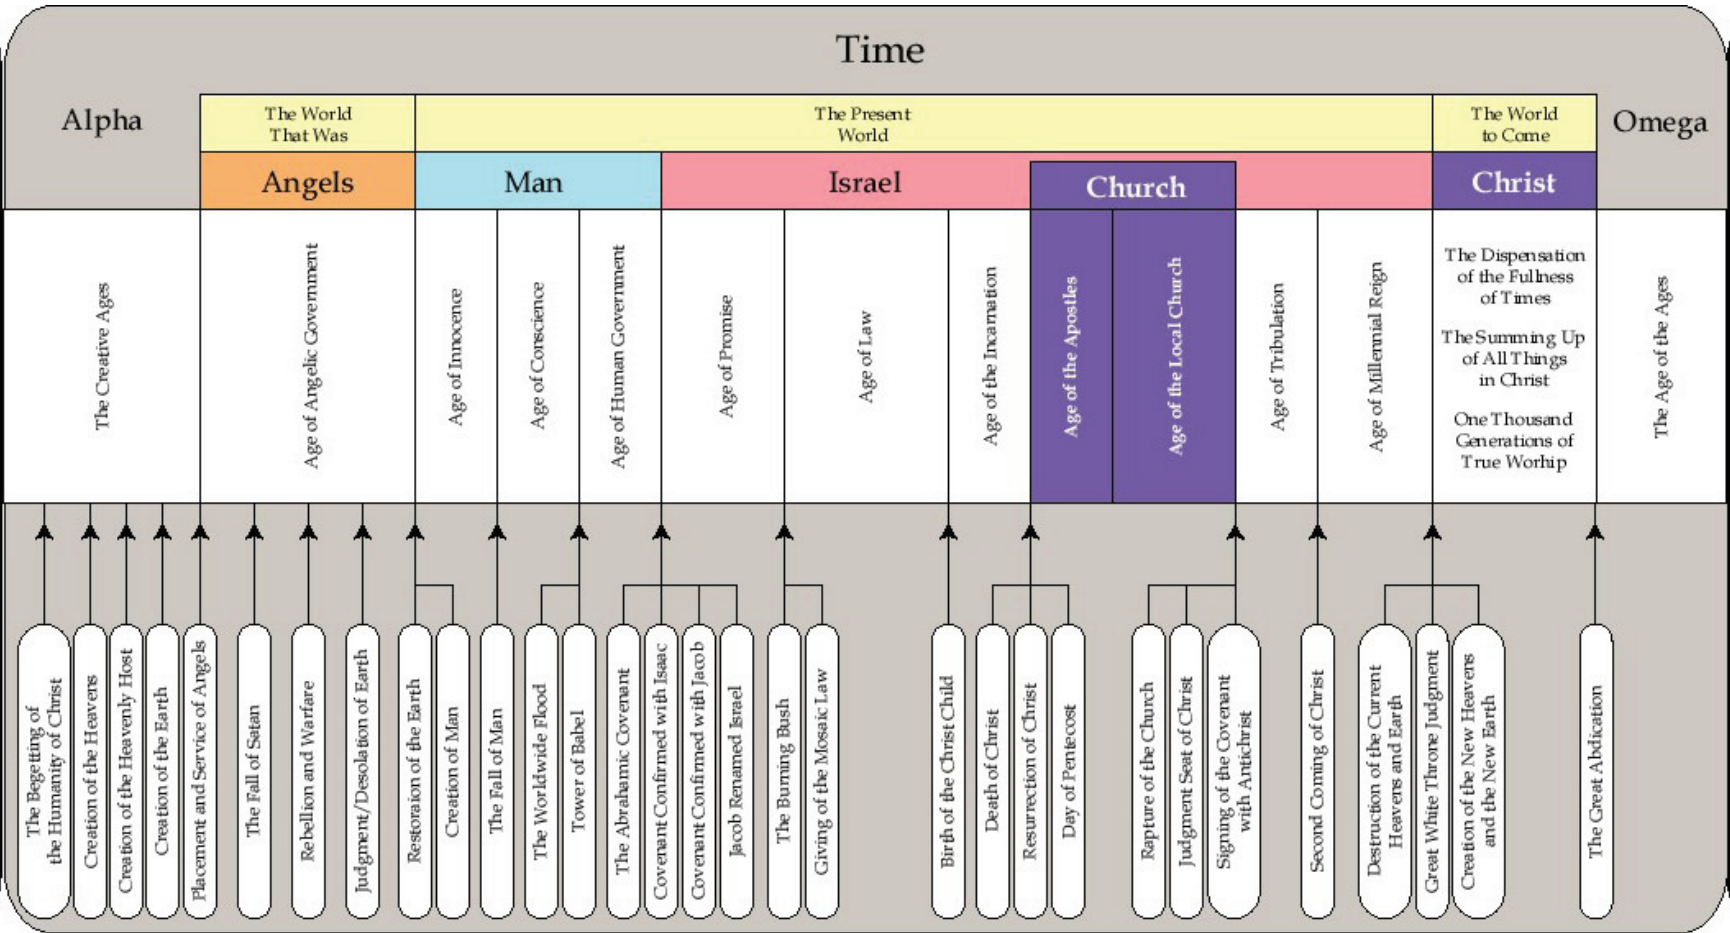 Time
Alpha
The World
That Was
The Present
World
The World
to Come
Omega
Angels
Man
Israel
Church
Christ
The Creative Ages
Age of Angelic Government
Age of Innocence
Age of Conscience
Age of Human Government
Age of Promise
Age of Law
Age of the Incarnation
Age of the Apostles
Age of the Local Church
Age of Tribulation
Age of Millennial Reign
The Dispensation
of the Fullness
of Times
The Summing Up
of All Things
in Christ
One Thousand
Generations of
True Worhip
The Age of the Ages
The Begetting of
the Humanity of Christ
Creation of the Heavens
Creation of the Heavenly Host
Creation of the Earth
Placement and Service of Angels
The Fall of Satan
Rebellion and Warfare
Judgment/Desolation of Earth
Restoraion of the Earth
Creation of Man
The Fall of Man
The Worldwide Flood
Tower of Babel
The Abrahamic Covenant
Covenant Confirmed with Isaac
Covenant Confirmed with Jacob
Jacob Renamed Israel
The Burning Bush
Giving of the Mosaic Law
Birth of the Christ Child
Death of Christ
Resurrection of Christ
Day of Pentecost
Rapture of the Church
Judgment Seat of Christ
Signing of the Covenant
with Antichrist
Second Coming of Christ
Destruction of the Current
Heavens and Earth
Great White Throne Judgment
Creation of the New Heavens
and the New Earth
The Great Abdication